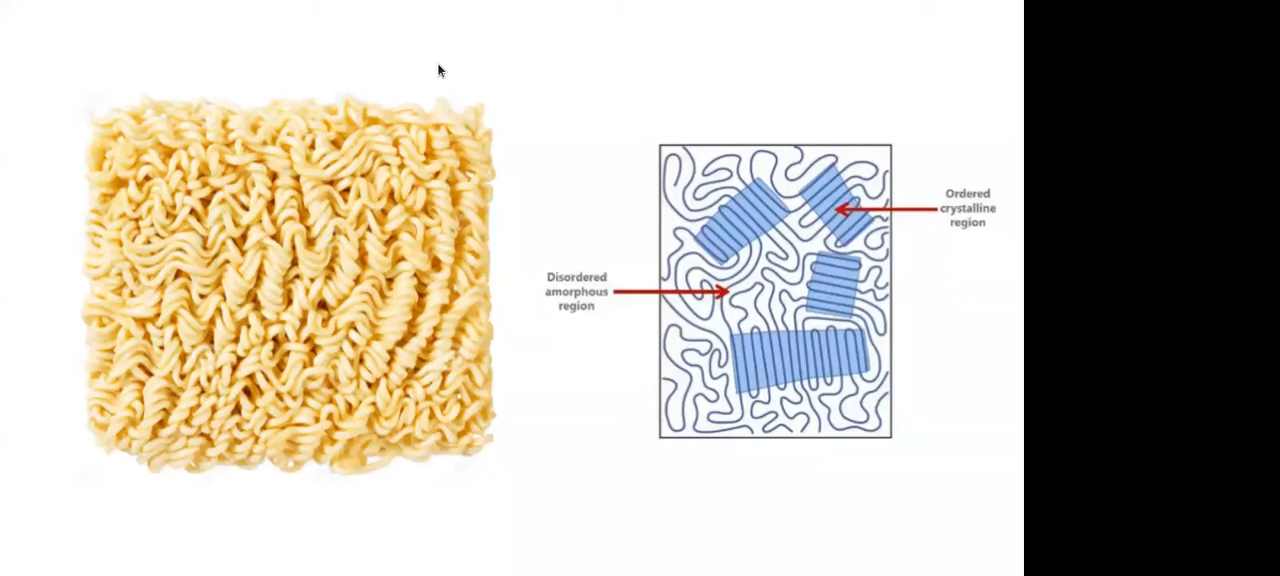 Ordered
crystalline
region
Disordered
amorphous
region